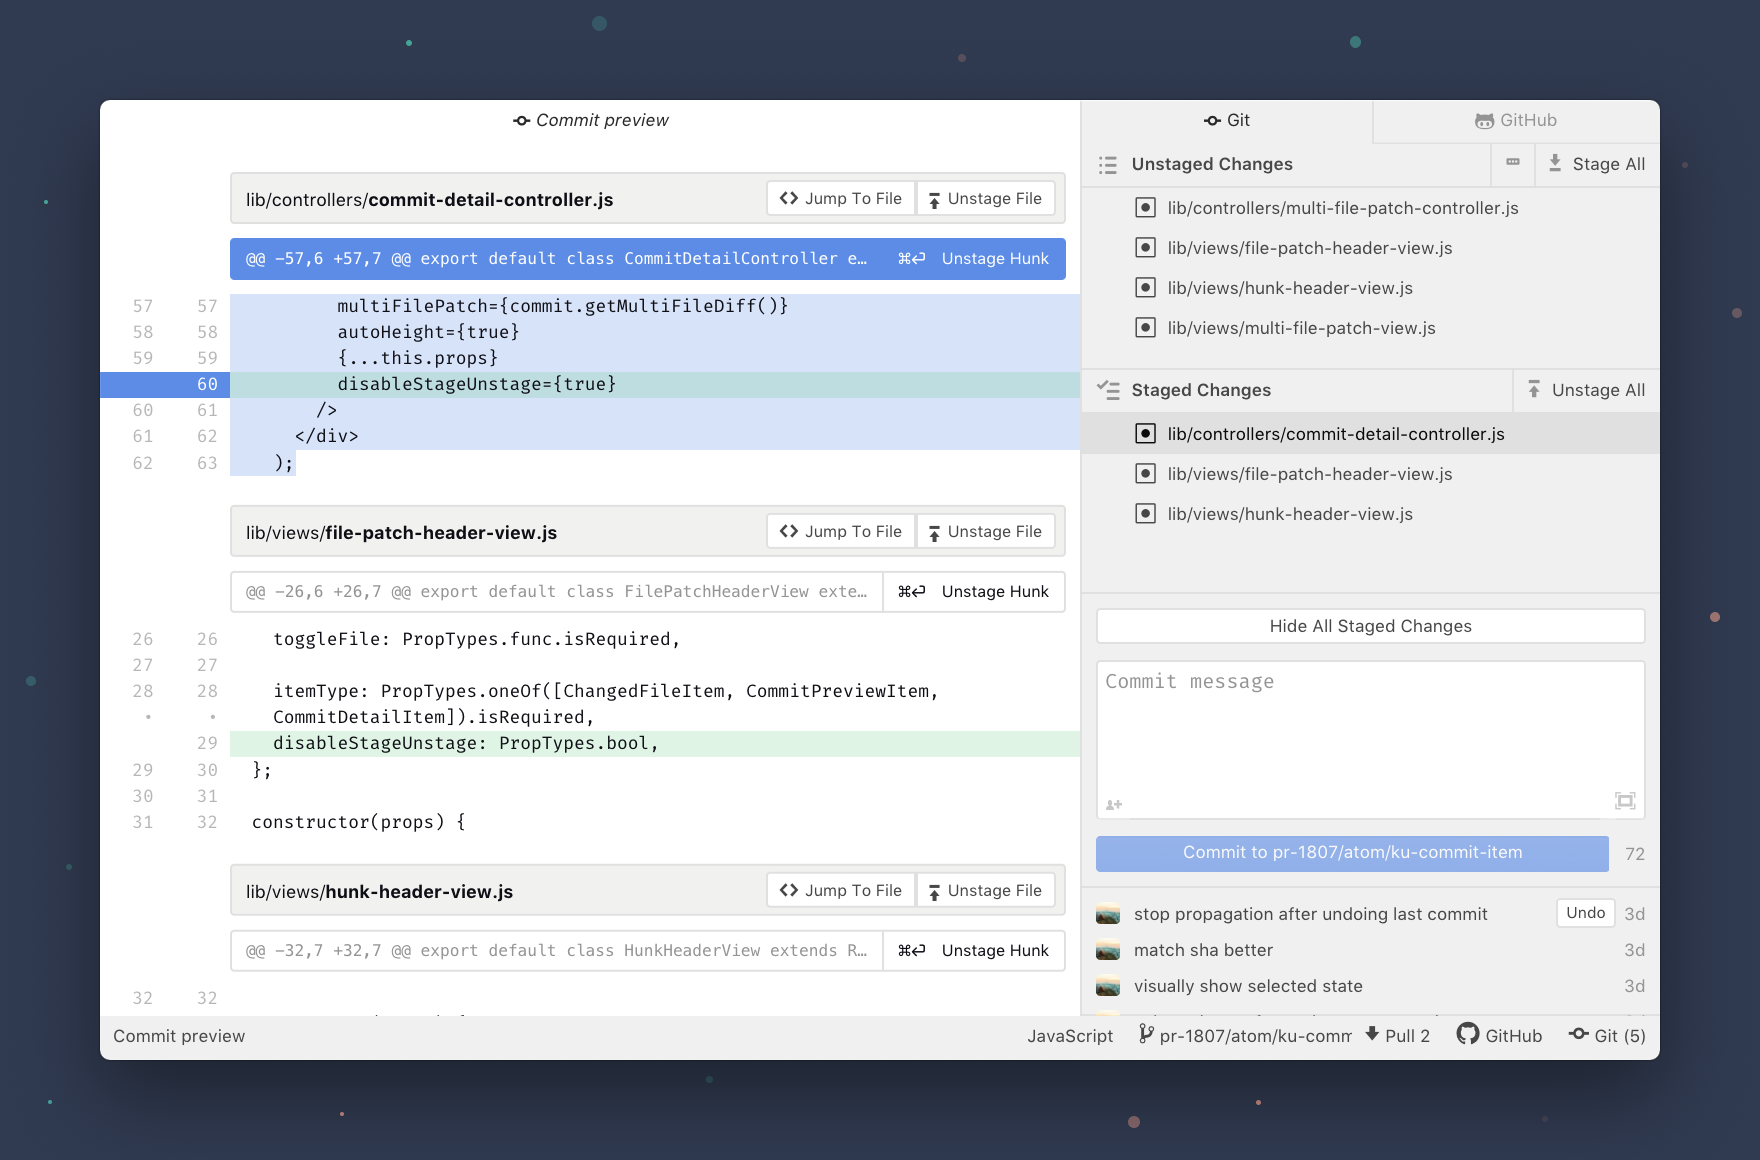 Commit preview
lib/controllers/commit-detail-controller.js
Jump To File
Unstage File
@@ -57,6 +57,7 @@ export default class CommitDetailController e…
⌘⏎ Unstage Hunk
57 57 multiFilePatch={commit.getMultiFileDiff()}
58 58 autoHeight={true}
59 59 {...this.props}
60 disableStageUnstage={true}
60 61 />
61 62 </div>
62 63 );
lib/views/file-patch-header-view.js
Jump To File
Unstage File
@@ -26,6 +26,7 @@ export default class FilePatchHeaderView exte…
⌘⏎ Unstage Hunk
26 26 toggleFile: PropTypes.func.isRequired,
27 27
28 28 itemType: PropTypes.oneOf([ChangedFileItem, CommitPreviewItem,
• • CommitDetailItem]).isRequired,
29 disableStageUnstage: PropTypes.bool,
29 30 };
30 31
31 32 constructor(props) {
lib/views/hunk-header-view.js
Jump To File
Unstage File
@@ -32,7 +32,7 @@ export default class HunkHeaderView extends R…
⌘⏎ Unstage Hunk
32 32
Git
GitHub
Unstaged Changes
Stage All
lib/controllers/multi-file-patch-controller.js
lib/views/file-patch-header-view.js
lib/views/hunk-header-view.js
lib/views/multi-file-patch-view.js
Staged Changes
Unstage All
lib/controllers/commit-detail-controller.js
lib/views/file-patch-header-view.js
lib/views/hunk-header-view.js
Hide All Staged Changes
Commit message
Commit to pr-1807/atom/ku-commit-item
72
stop propagation after undoing last commit
Undo
3d
match sha better
3d
visually show selected state
3d
Commit preview
JavaScript
pr-1807/atom/ku-comm
Pull 2
GitHub
Git (5)